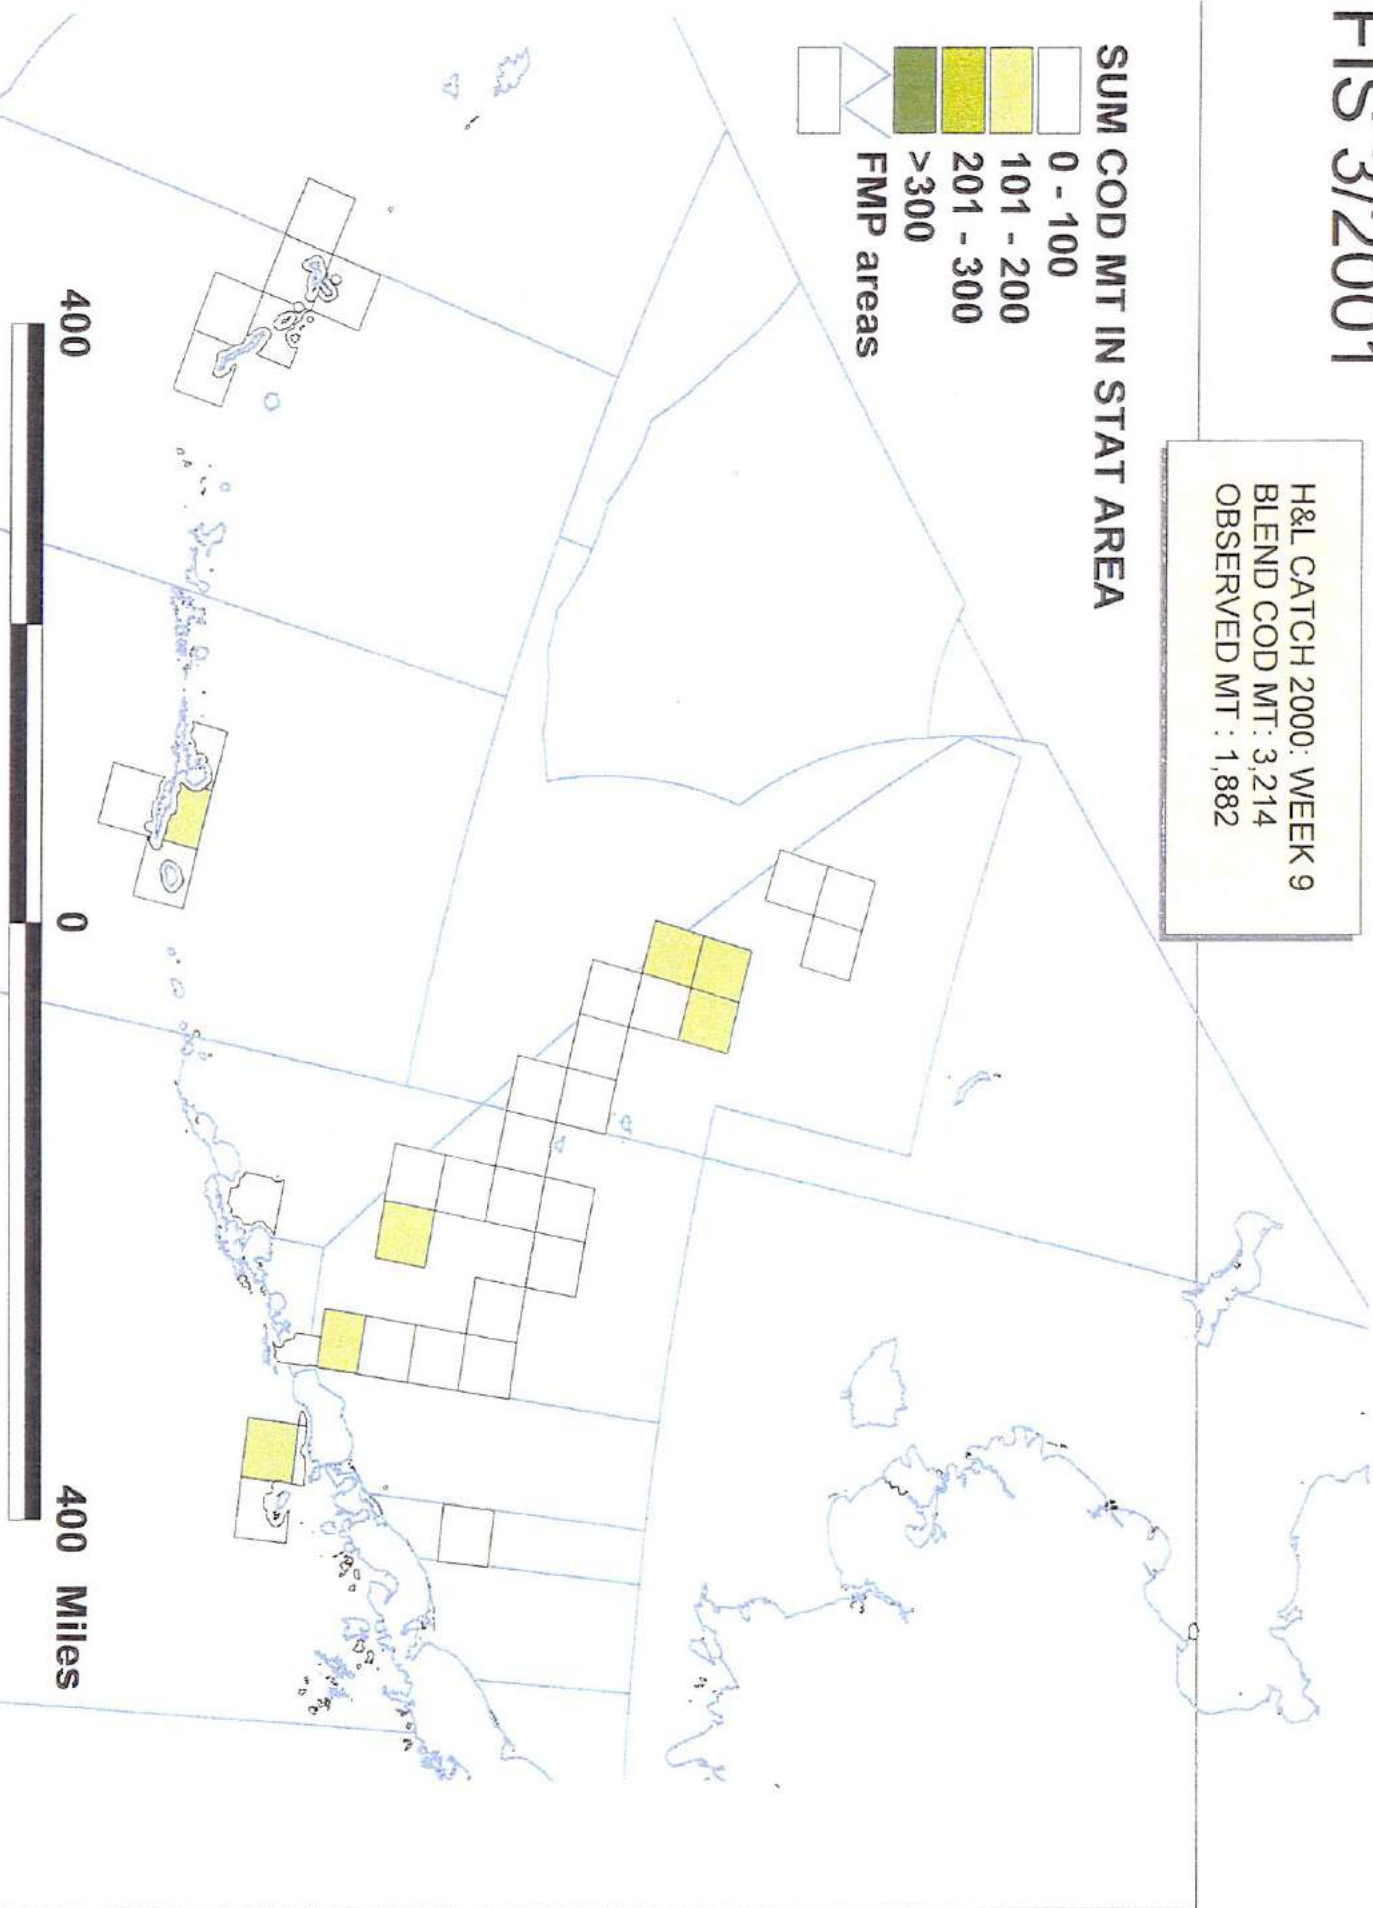 FIS 3/2001
H&L CATCH 2000: WEEK 9
BLEND COD MT: 3,214
OBSERVED MT : 1,882
SUM COD MT IN STAT AREA
0 - 100
101 - 200
201 - 300
>300
FMP areas
400 0 400 Miles